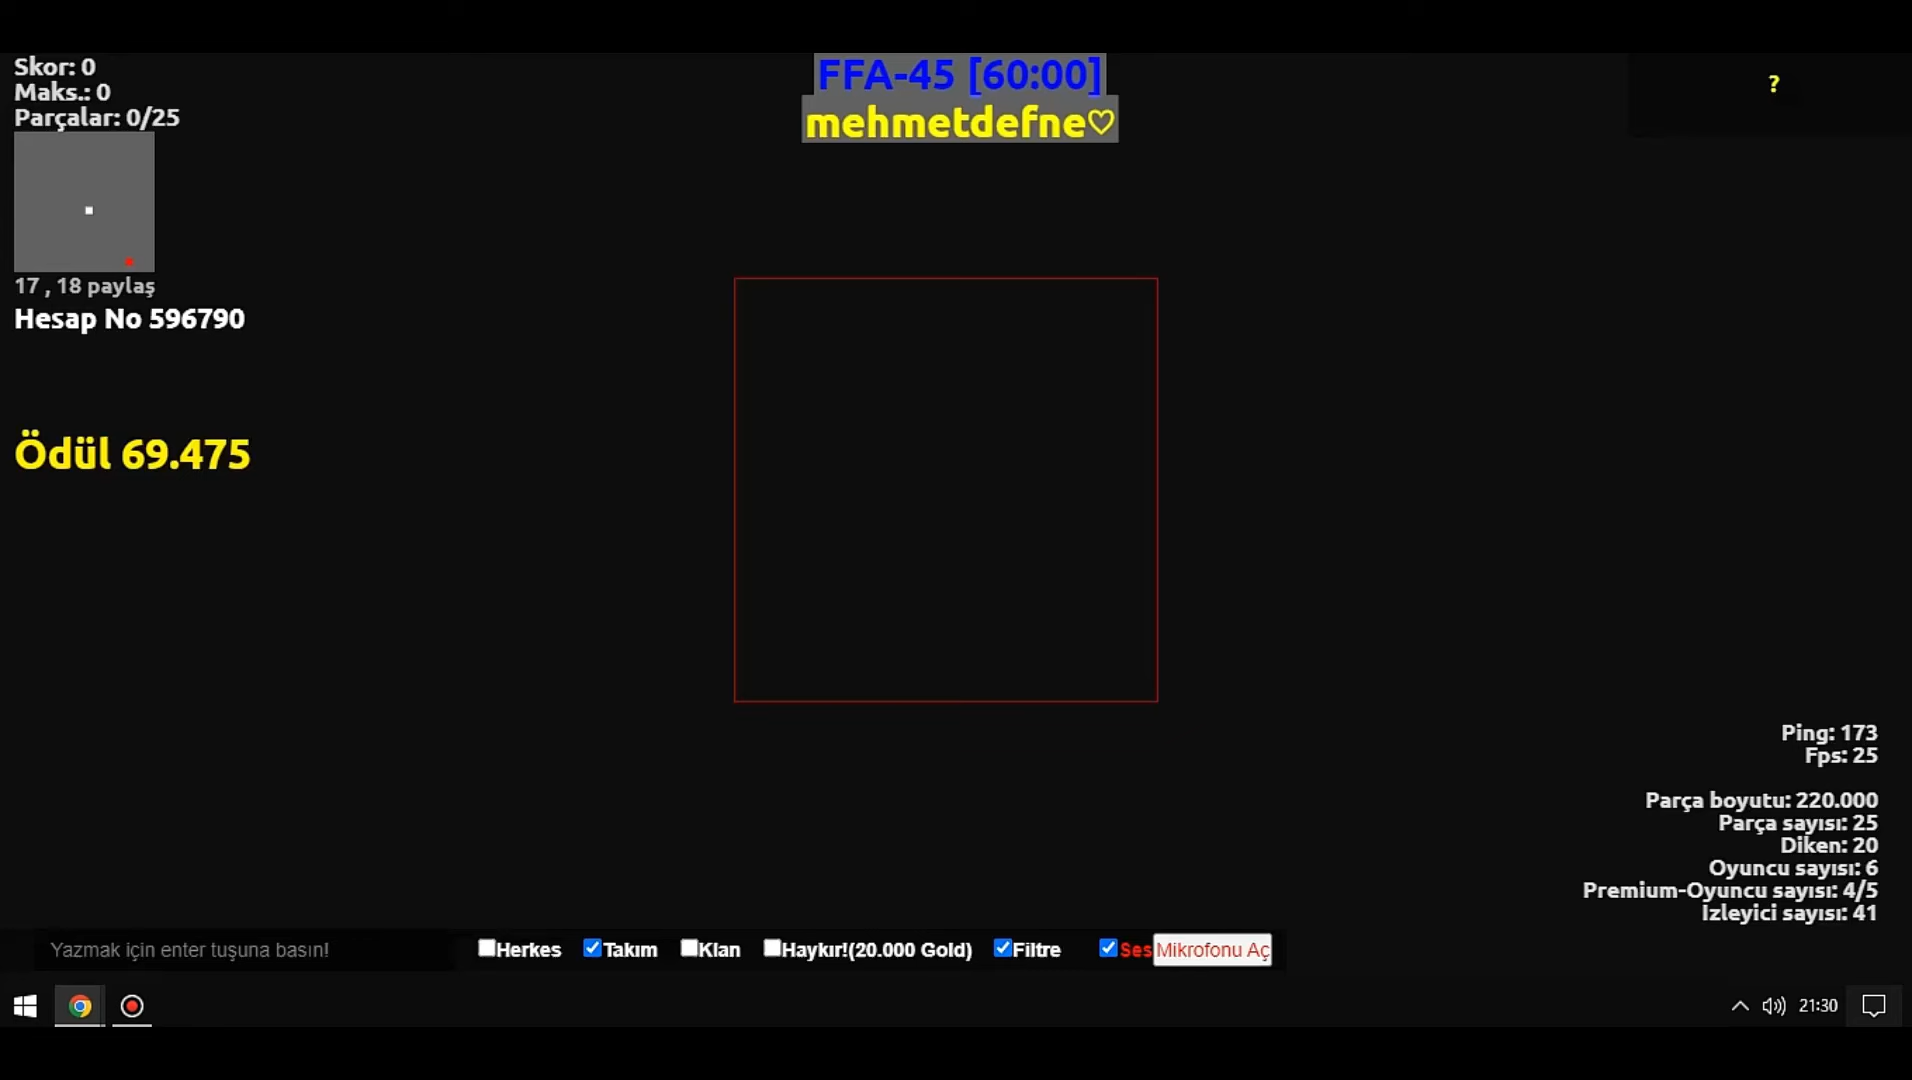 Skor: 0
Maks.: 0
Parçalar: 0/25
17 , 18 paylaş
Hesap No 596790
Ödül 69.475
FFA-45 [60:00]
mehmetdefne♡
?
Ping: 173
Fps: 25
Parça boyutu: 220.000
Parça sayısı: 25
Diken: 20
Oyuncu sayısı: 6
Premium-Oyuncu sayısı: 4/5
Izleyici sayısı: 41
Yazmak için enter tuşuna basın! Herkes Takım Klan Haykır!(20.000 Gold) Filtre Ses Mikrofonu Aç
21:30